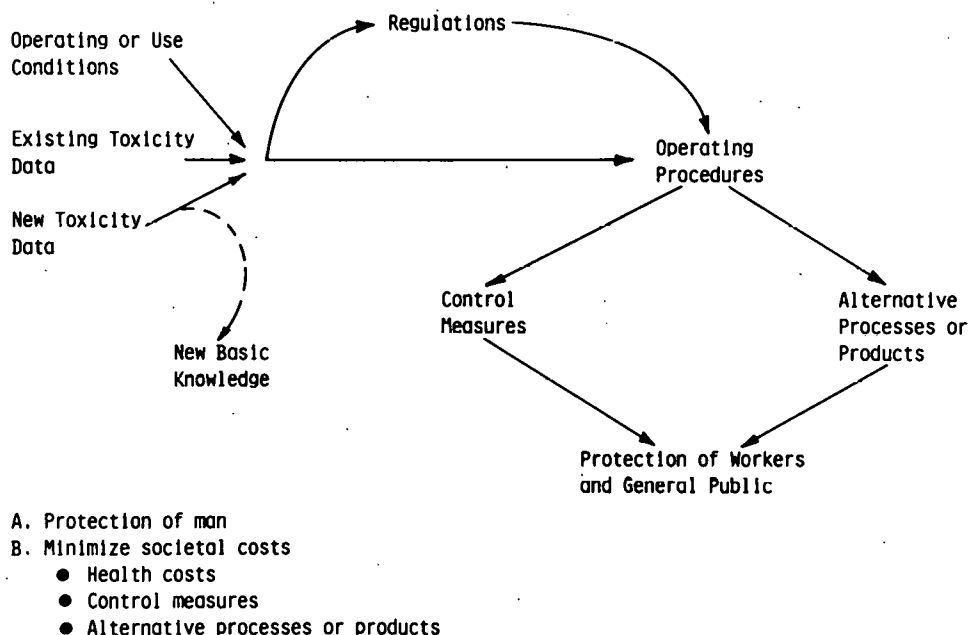 Regulations
Operating or Use
Conditions
Existing Toxicity
Data
New Toxicity
Data
New Basic
Knowledge
Operating
Procedures
Control
Measures
Alternative
Processes or
Products
Protection of Workers
and General Public
A. Protection of man
B. Minimize societal costs
● Health costs
● Control measures
● Alternative processes or products